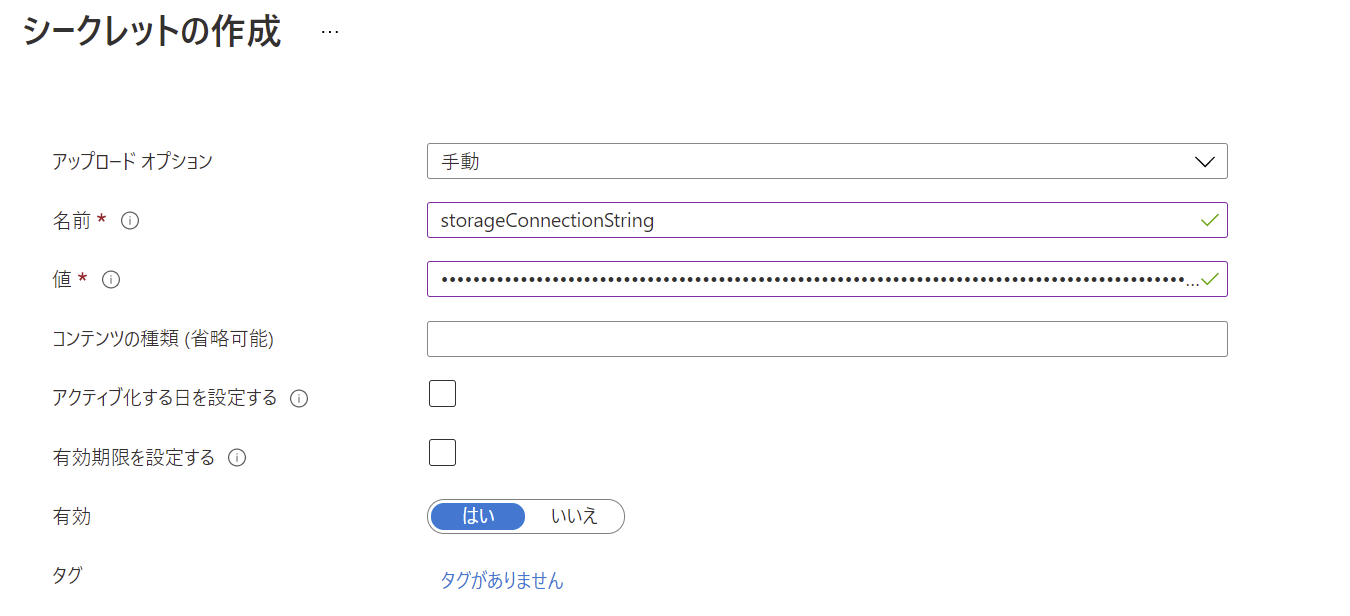 シークレットの作成 …
アップロード オプション 手動
名前 * storageConnectionString
値 * ••••••••••••••••••••••••••••••••••••••••••••••••••••••••••••••••••••••••••••••••••••••••••••••...
コンテンツの種類 (省略可能)
アクティブ化する日を設定する
有効期限を設定する
有効 はい いいえ
タグ タグがありません